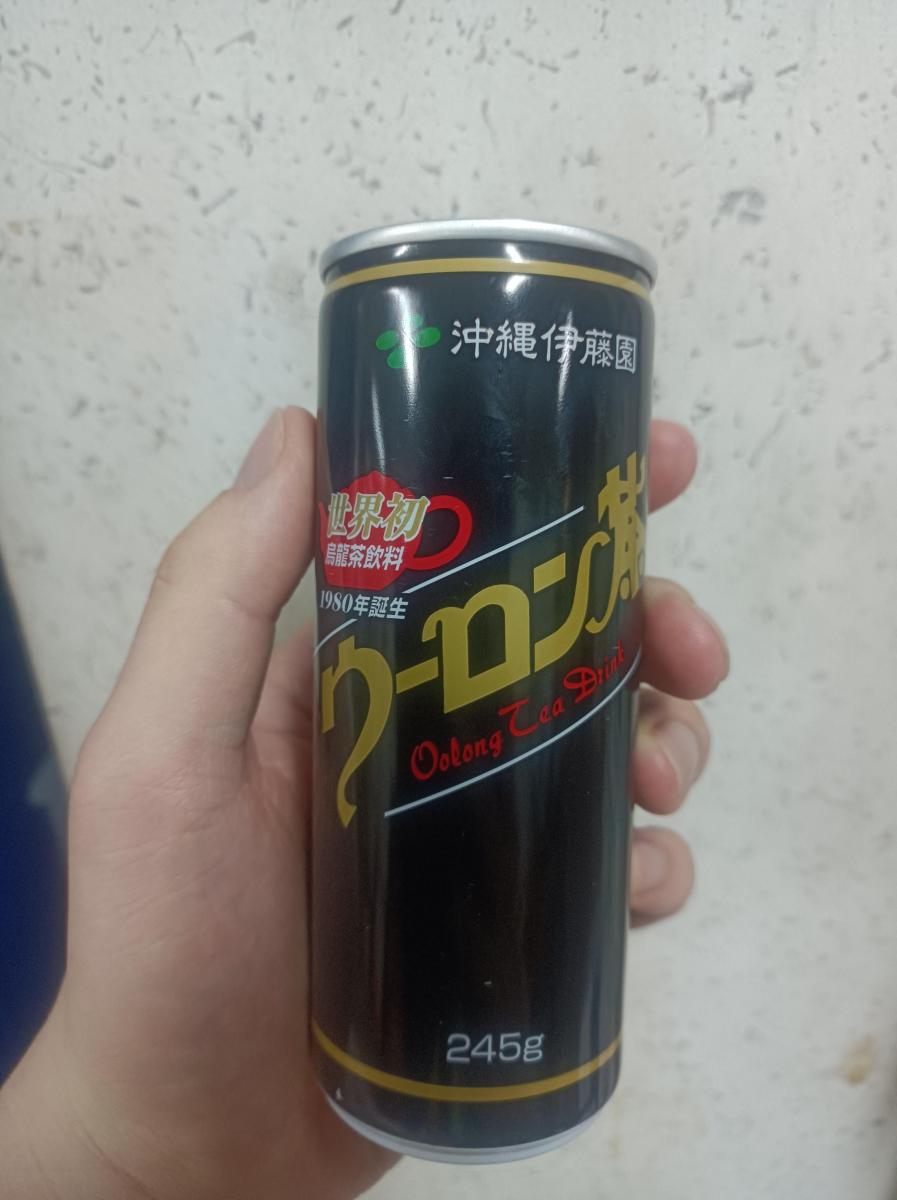 沖縄伊藤園
世界初
烏龍茶飲料
1980年誕生
ウーロン茶
Oolong Tea Drink
245g